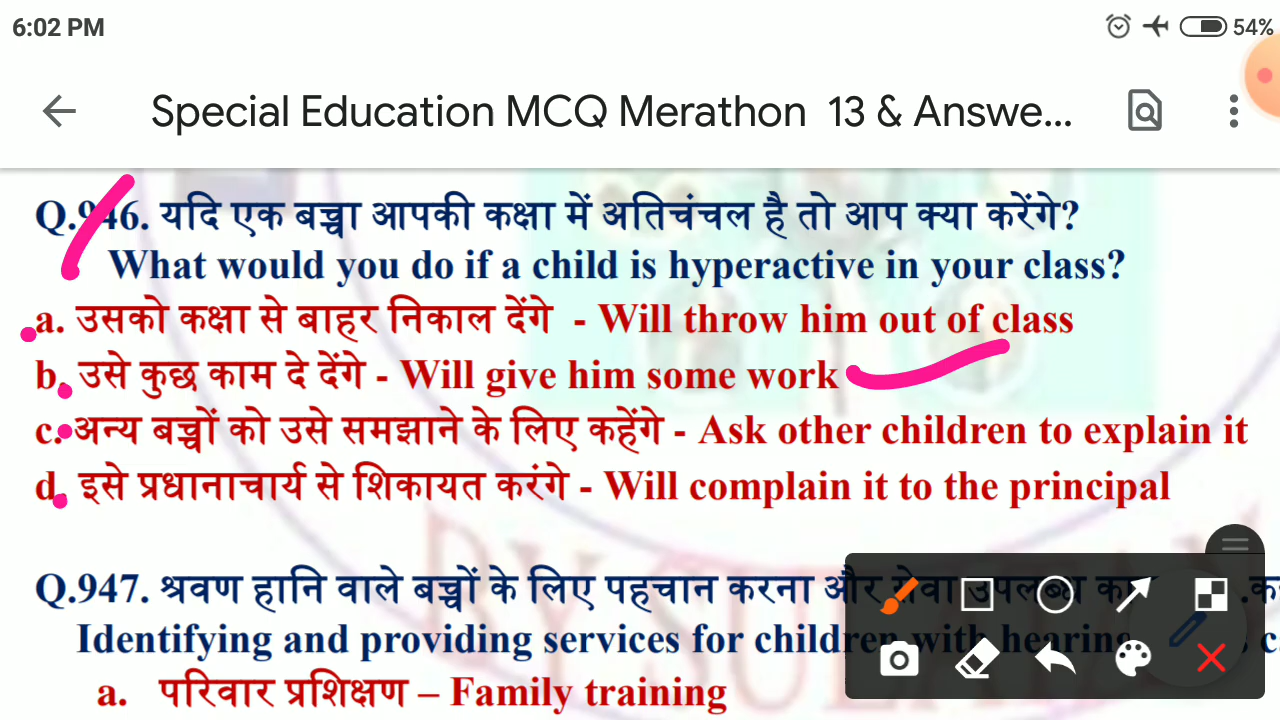 6:02 PM
54%
Special Education MCQ Merathon 13 & Answe...
Q.946. यदि एक बच्चा आपकी कक्षा में अतिचंचल है तो आप क्या करेंगे?
What would you do if a child is hyperactive in your class?
a. उसको कक्षा से बाहर निकाल देंगे - Will throw him out of class
b. उसे कुछ काम दे देंगे - Will give him some work
c. अन्य बच्चों को उसे समझाने के लिए कहेंगे - Ask other children to explain it
d. इसे प्रधानाचार्य से शिकायत करंगे - Will complain it to the principal
Q.947. श्रवण हानि वाले बच्चों के लिए पहचान करना और सेवा उपलब्ध
Identifying and providing services for children with hearing
a. परिवार प्रशिक्षण – Family training